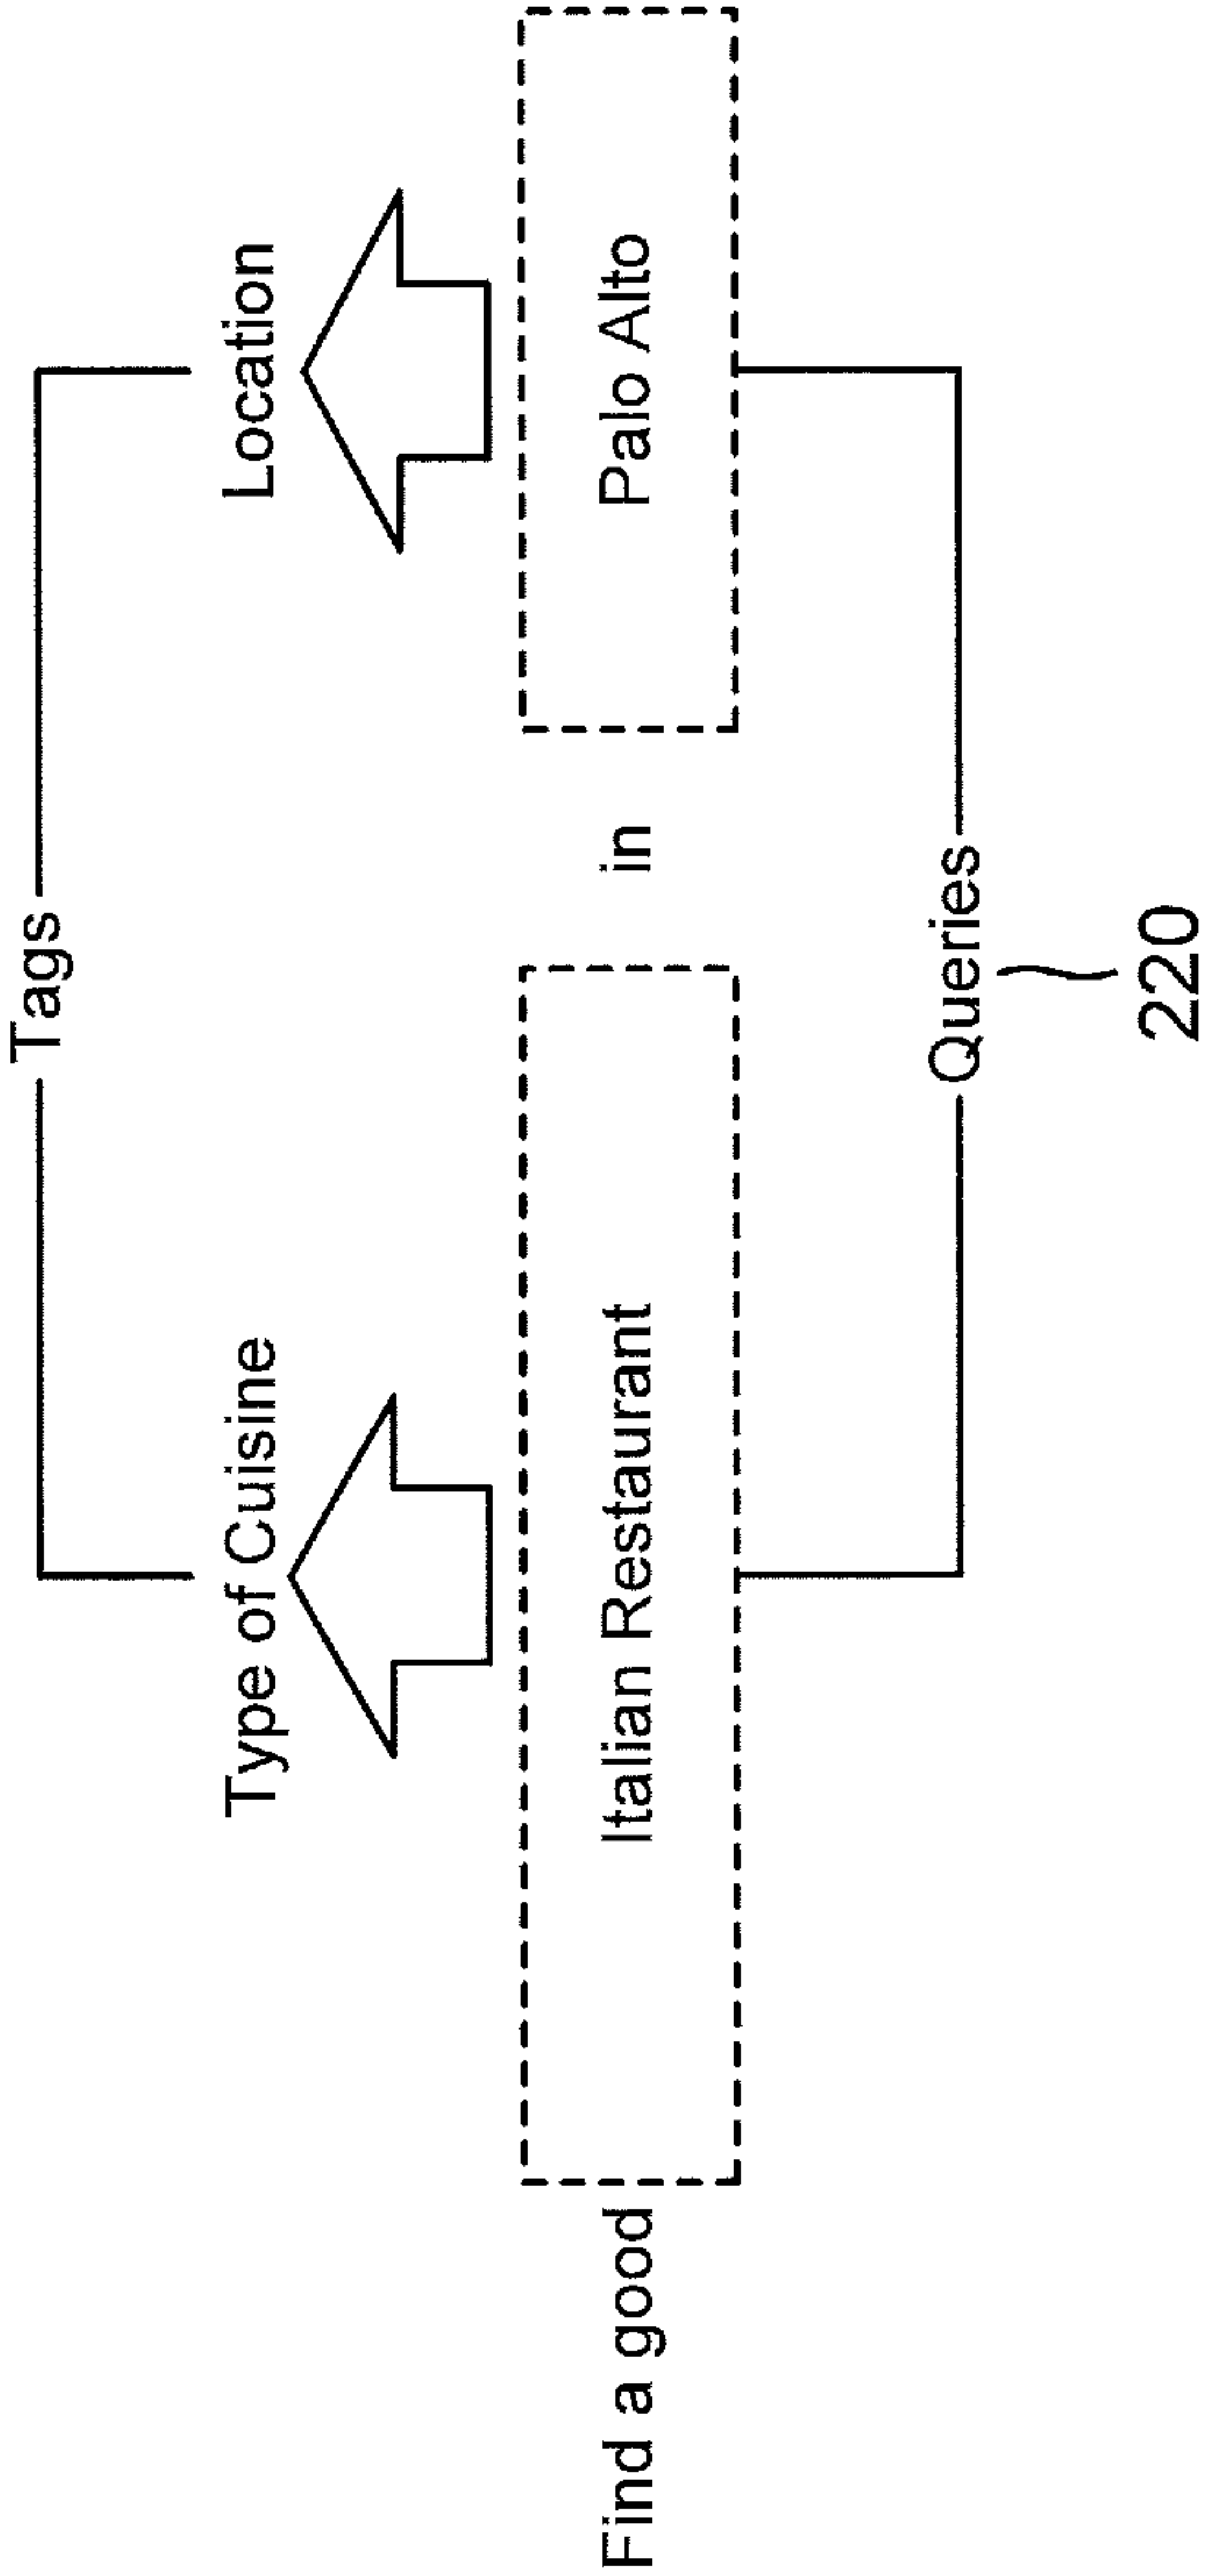 Tags
Type of Cuisine Location
Find a good Italian Restaurant in Palo Alto
Queries
220